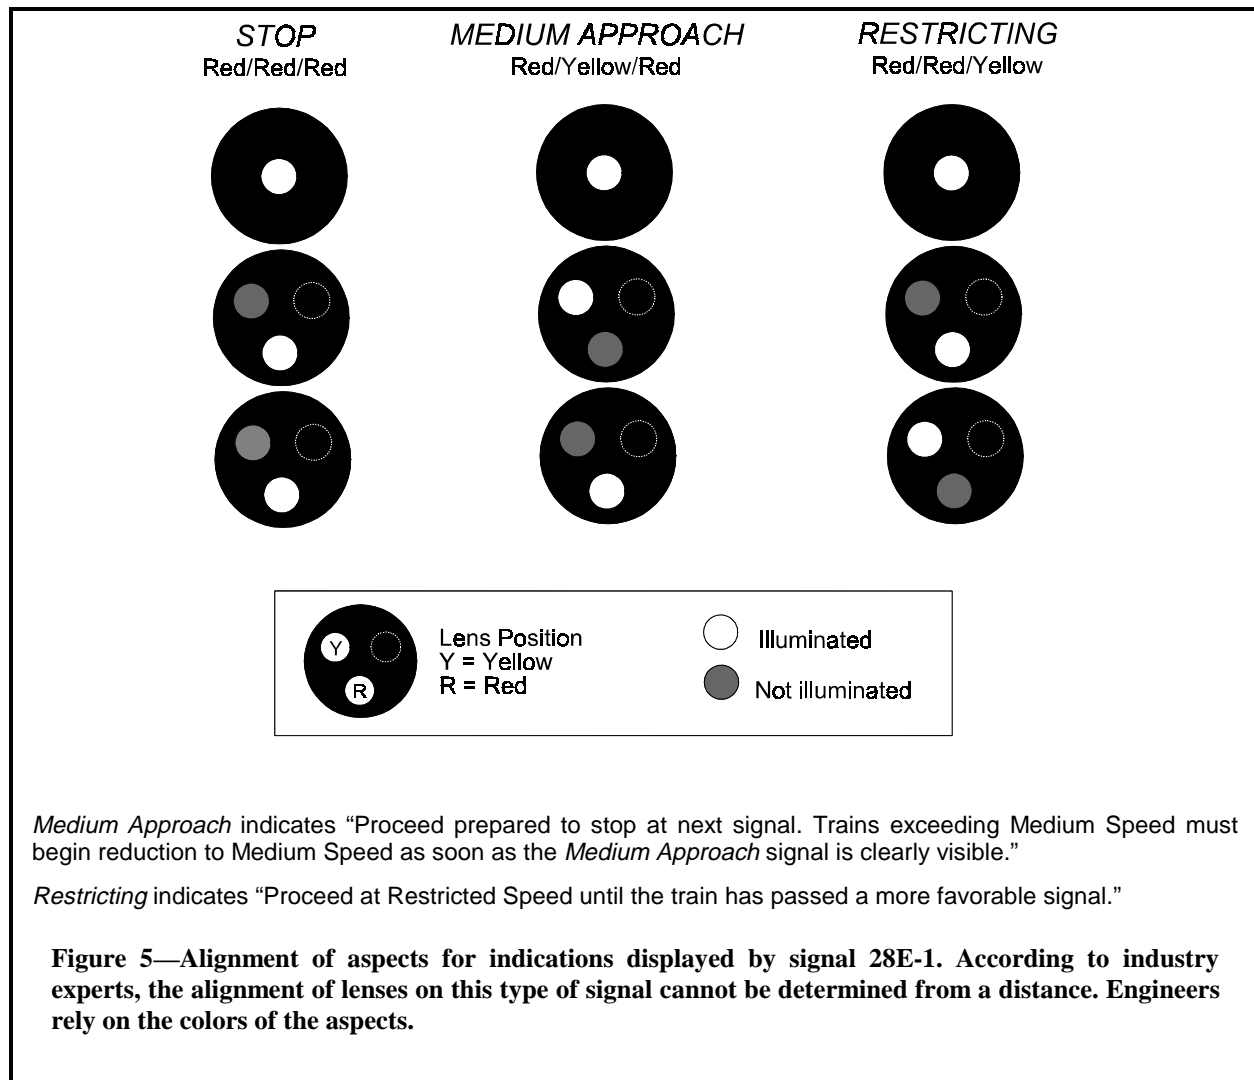 STOP
Red/Red/Red
MEDIUM APPROACH
Red/Yellow/Red
RESTRICTING
Red/Red/Yellow
Y
R
Lens Position
Y = Yellow
R = Red
Illuminated
Not illuminated
Medium Approach indicates “Proceed prepared to stop at next signal. Trains exceeding Medium Speed must
begin reduction to Medium Speed as soon as the Medium Approach signal is clearly visible.”
Restricting indicates “Proceed at Restricted Speed until the train has passed a more favorable signal.”
Figure 5—Alignment of aspects for indications displayed by signal 28E-1. According to industry
experts, the alignment of lenses on this type of signal cannot be determined from a distance. Engineers
rely on the colors of the aspects.